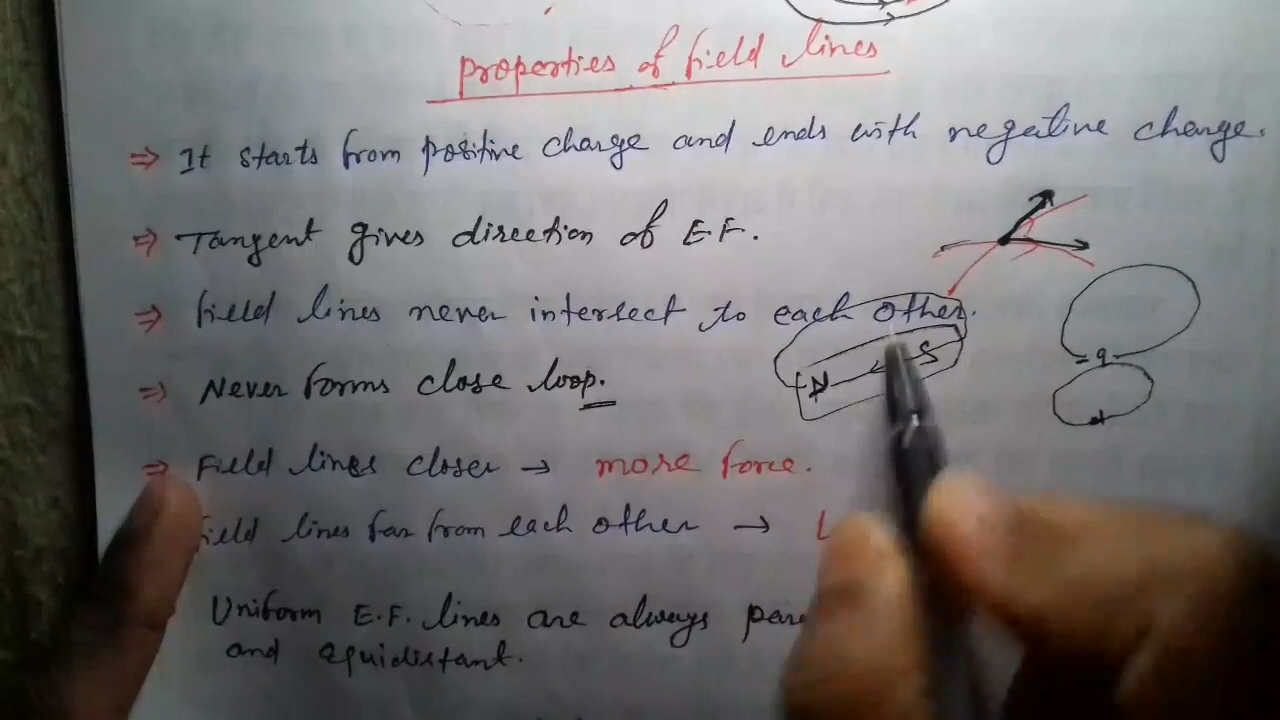 Properties of field lines
⇒ It starts from positive charge and ends with negative charge.
⇒ Tangent gives direction of E.F.
⇒ field lines never intersect to each other.
S
N
- q
⇒ Never forms close loop.
⇒ Field lines closer → more force.
field lines far from each other → L
Uniform E.F. lines are always para
and equidistant.